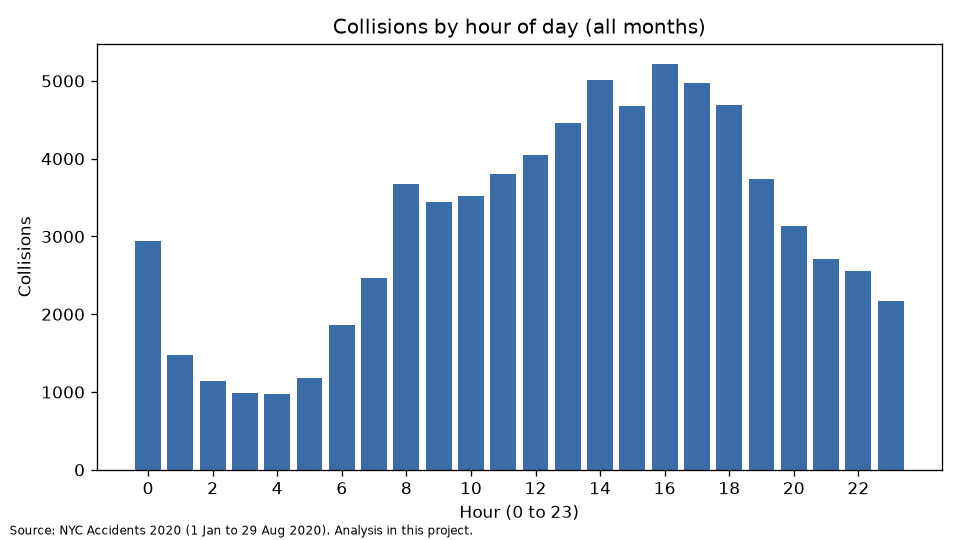 Collisions by hour of day (all months)
5000
4000
3000
2000
1000
0
Collisions
0 2 4 6 8 10 12 14 16 18 20 22
Hour (0 to 23)
Source: NYC Accidents 2020 (1 Jan to 29 Aug 2020). Analysis in this project.